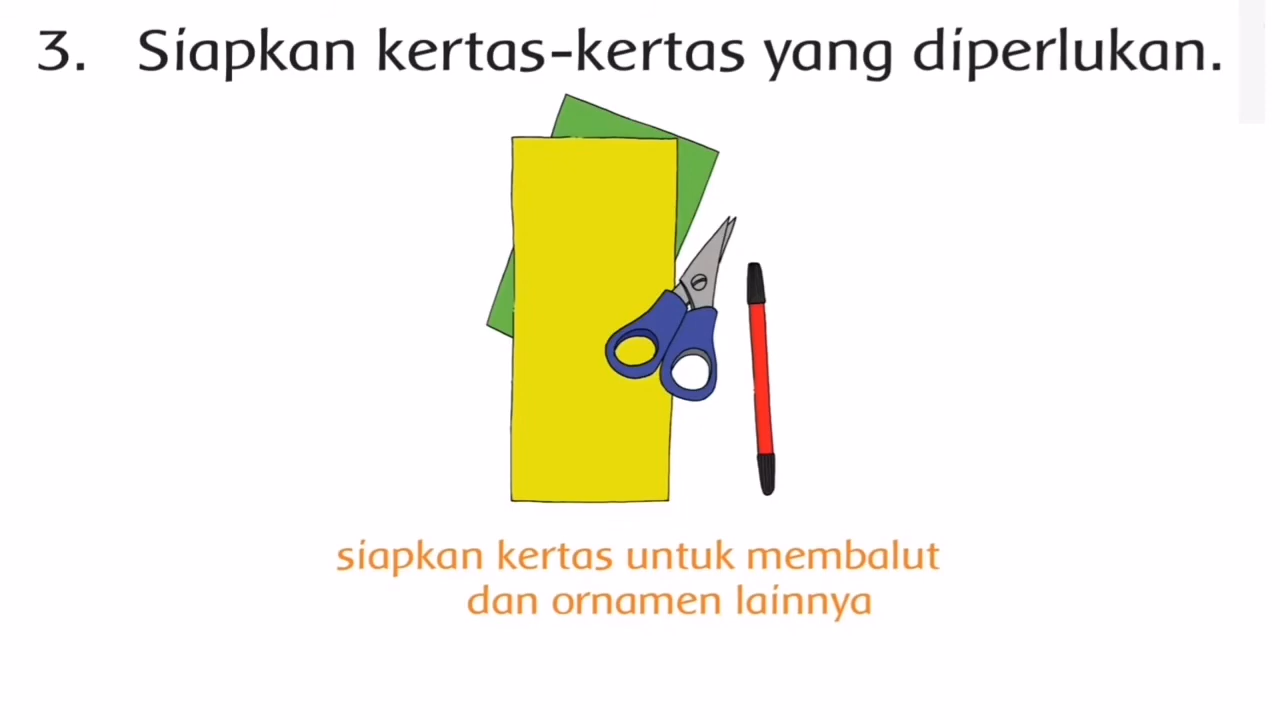 3. Siapkan kertas-kertas yang diperlukan.
siapkan kertas untuk membalut
dan ornamen lainnya